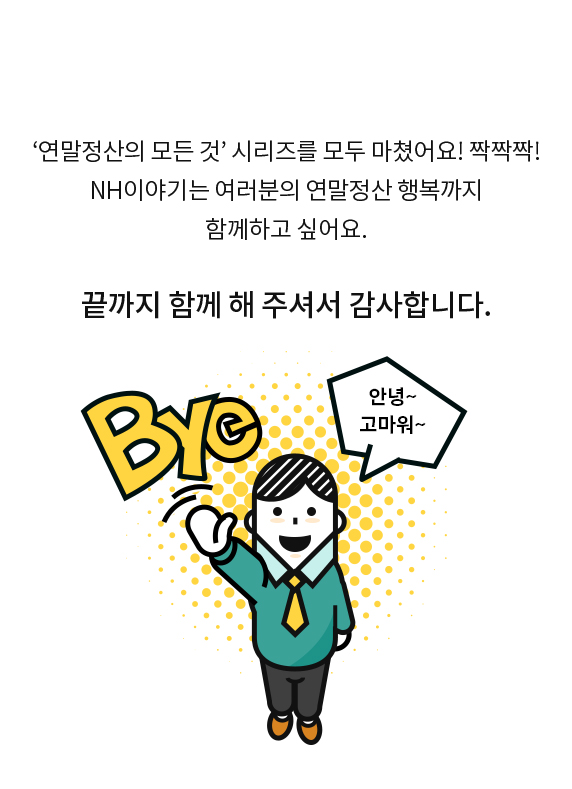 ‘연말정산의 모든 것’ 시리즈를 모두 마쳤어요! 짝짝짝!
NH이야기는 여러분의 연말정산 행복까지
함께하고 싶어요.
끝까지 함께 해 주셔서 감사합니다.
Bye
안녕~
고마워~